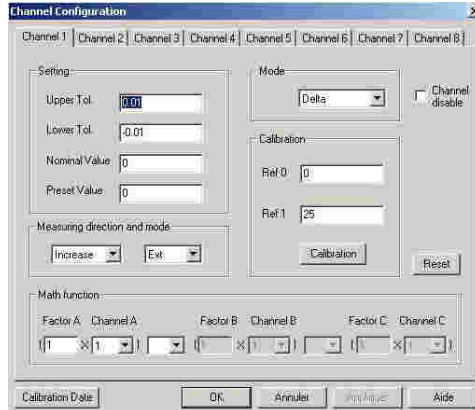 Channel Configuration
Channel 1 Channel 2 Channel 3 Channel 4 Channel 5 Channel 6 Channel 7 Channel 8
Setting
Upper Tol. 0.01
Lower Tol. -0.01
Nominal Value 0
Preset Value 0
Mode
Delta
Channel disable
Calibration
Ref 0 0
Ref 1 25
Calibration
Measuring direction and mode
Increase Ext
Reset
Math function
Factor A Channel A Factor B Channel B Factor C Channel C
( 1 X 1 ) ( 1 X 1 ) ( 1 X 1 )
Calibration Date OK Annuler Appliquer Aide